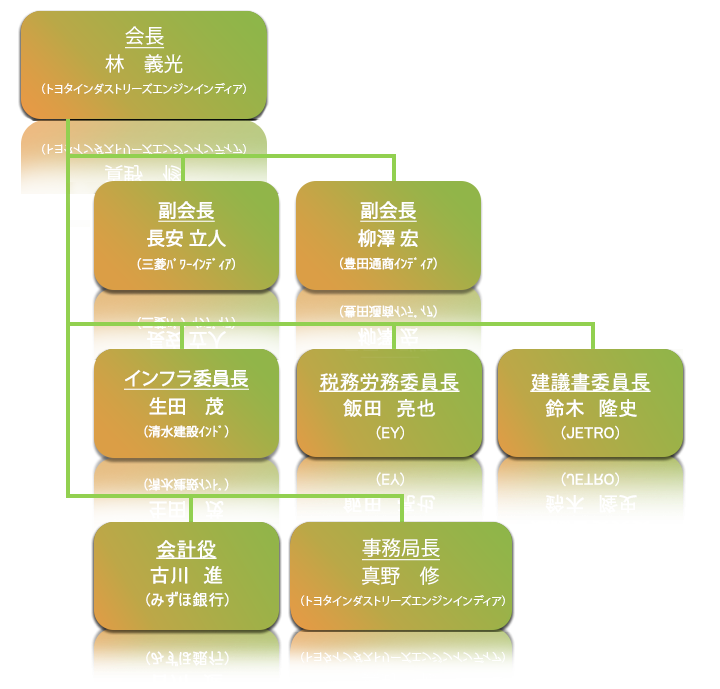 会長
林　義光
（トヨタインダストリーズエンジンインディア）
副会長
長安 立人
（三菱ﾊﾟﾜｰｲﾝﾃﾞｨｱ）
副会長
柳澤 宏
（豊田通商ｲﾝﾃﾞｨｱ）
インフラ委員長
生田　茂
（清水建設ｲﾝﾄﾞ）
税務労務委員長
飯田　亮也
（EY）
建議書委員長
鈴木　隆史
（JETRO）
会計役
古川　進
（みずほ銀行）
事務局長
真野　修
（トヨタインダストリーズエンジンインディア）